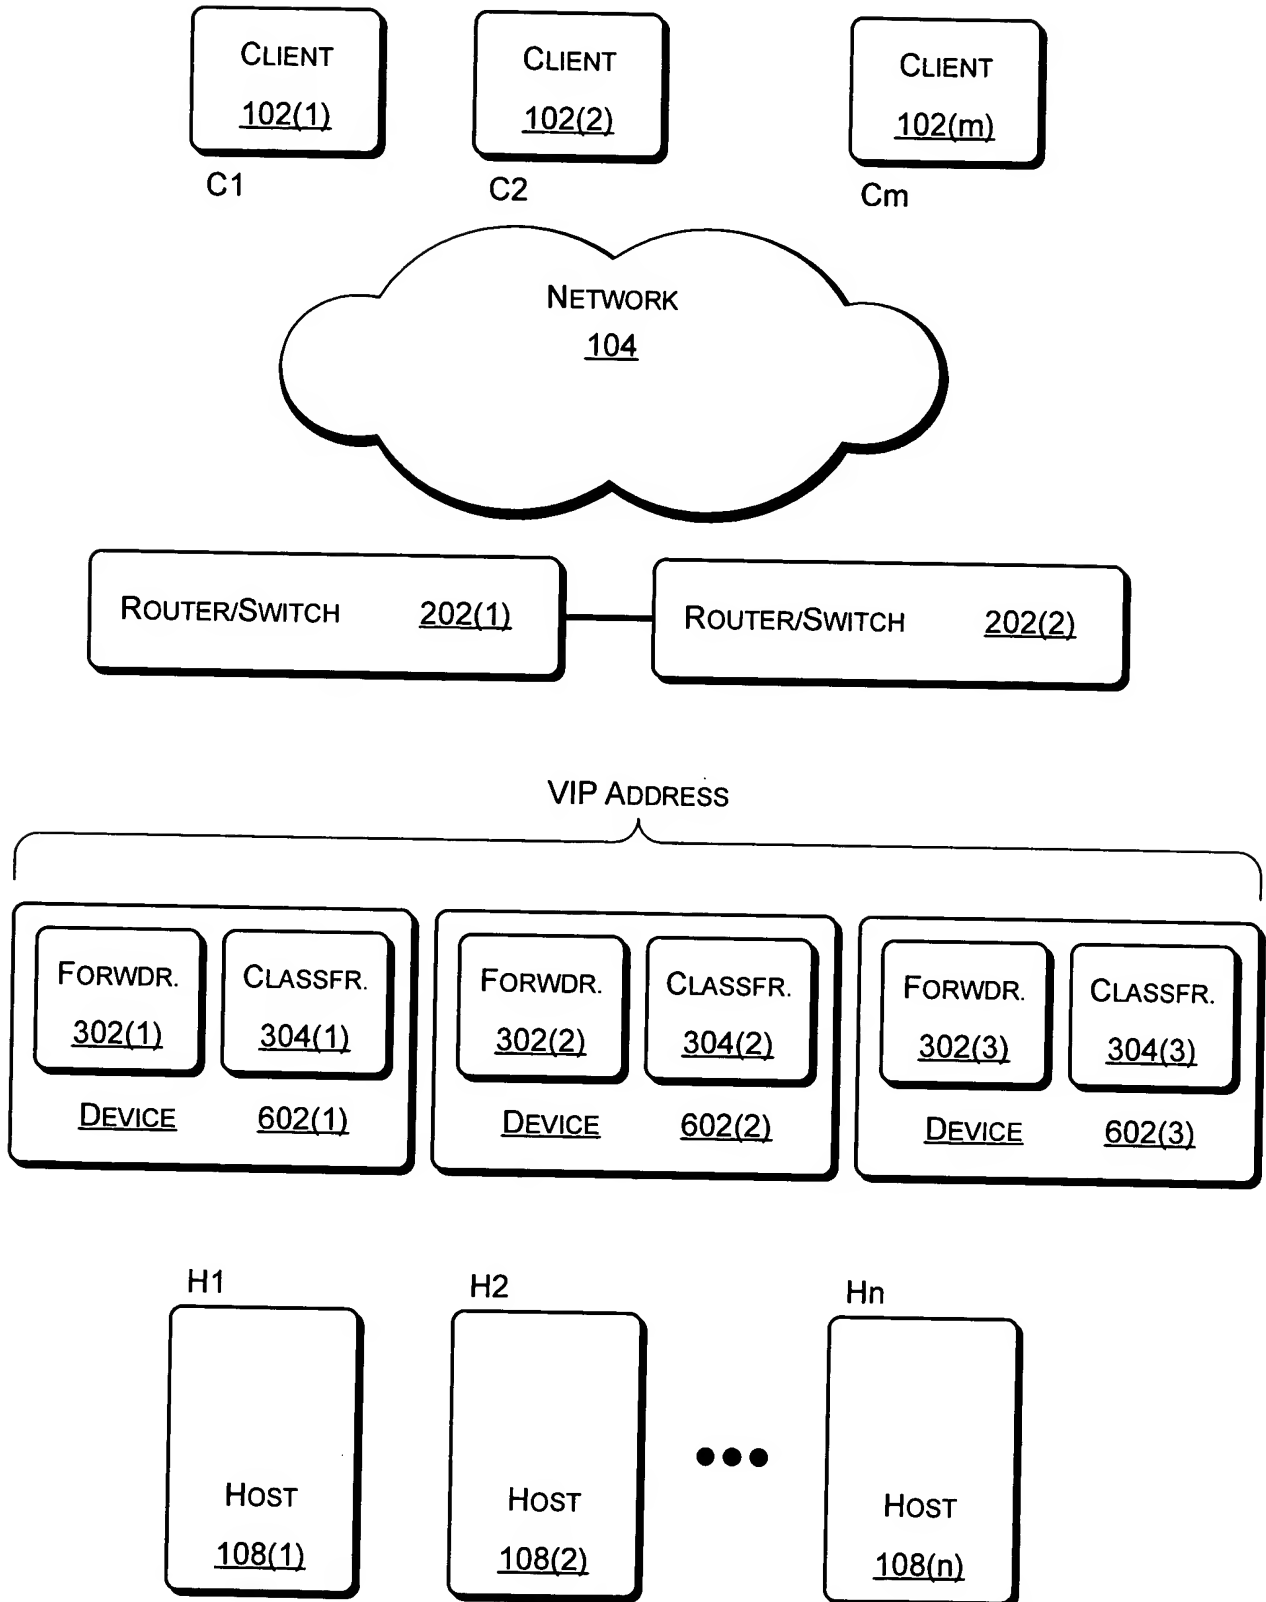 CLIENT
102(1)
C1
CLIENT
102(2)
C2
CLIENT
102(m)
Cm
NETWORK
104
ROUTER/SWITCH 202(1)
ROUTER/SWITCH 202(2)
VIP ADDRESS
FORWDR.
302(1)
CLASSFR.
304(1)
DEVICE 602(1)
FORWDR.
302(2)
CLASSFR.
304(2)
DEVICE 602(2)
FORWDR.
302(3)
CLASSFR.
304(3)
DEVICE 602(3)
H1
HOST
108(1)
H2
HOST
108(2)
Hn
HOST
108(n)